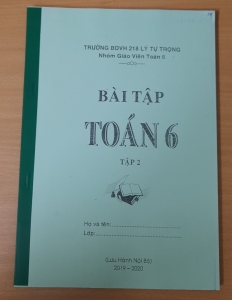 TRƯỜNG BDVH 218 LÝ TỰ TRỌNG
Nhóm Giáo Viên Toán 6
BÀI TẬP
TOÁN 6
TẬP 2
Họ và tên:
Lớp:
(Lưu Hành Nội Bộ)
2019 - 2020